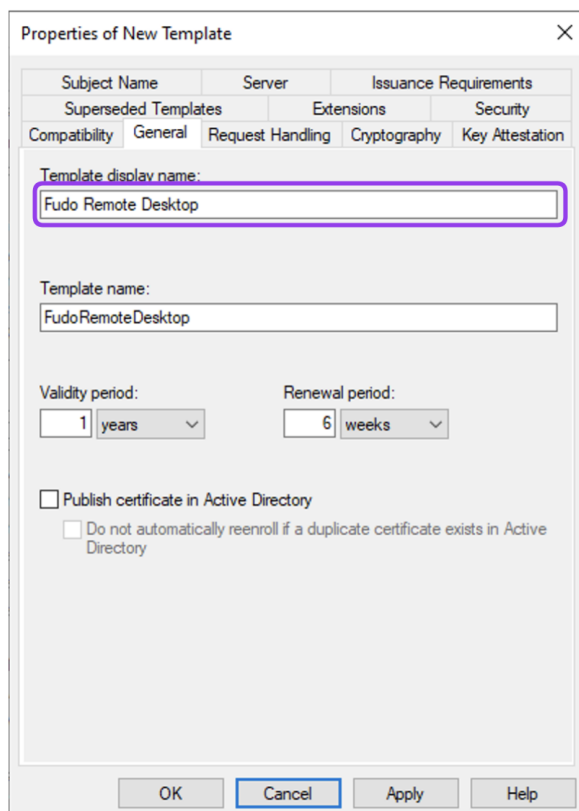 Properties of New Template
Subject Name
Server
Issuance Requirements
Superseded Templates
Extensions
Security
Compatibility
General
Request Handling
Cryptography
Key Attestation
Template display name:
Fudo Remote Desktop
Template name:
FudoRemoteDesktop
Validity period:
Renewal period:
1 years
6 weeks
Publish certificate in Active Directory
Do not automatically reenroll if a duplicate certificate exists in Active
Directory
OK
Cancel
Apply
Help